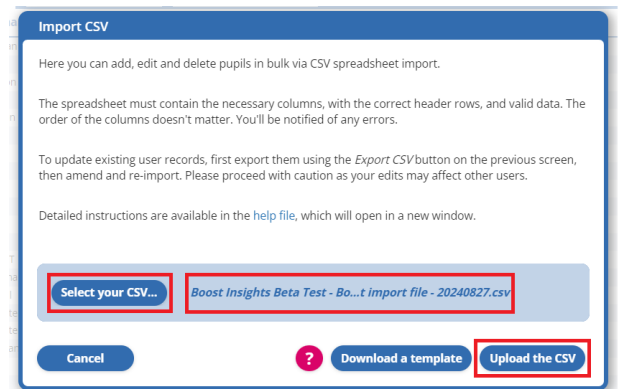 Import CSV
Here you can add, edit and delete pupils in bulk via CSV spreadsheet import.
The spreadsheet must contain the necessary columns, with the correct header rows, and valid data. The
order of the columns doesn't matter. You'll be notified of any errors.
To update existing user records, first export them using the Export CSV button on the previous screen,
then amend and re-import. Please proceed with caution as your edits may affect other users.
Detailed instructions are available in the help file, which will open in a new window.
Select your CSV... Boost Insights Beta Test - Bo...t import file - 20240827.csv
Cancel ? Download a template Upload the CSV